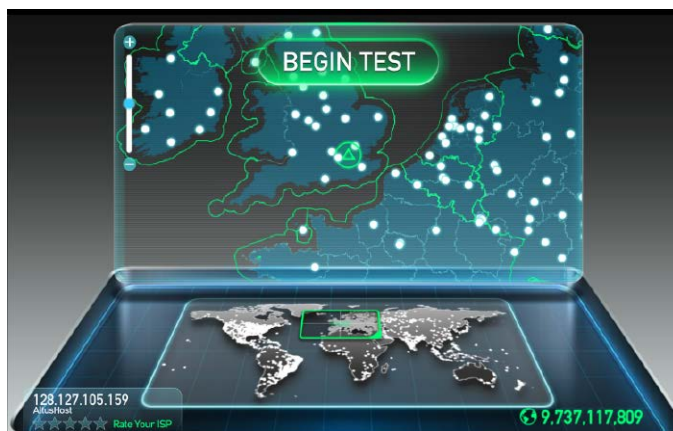 BEGIN TEST
128.127.105.159
AltusHost
Rate Your ISP
9,737,117,809